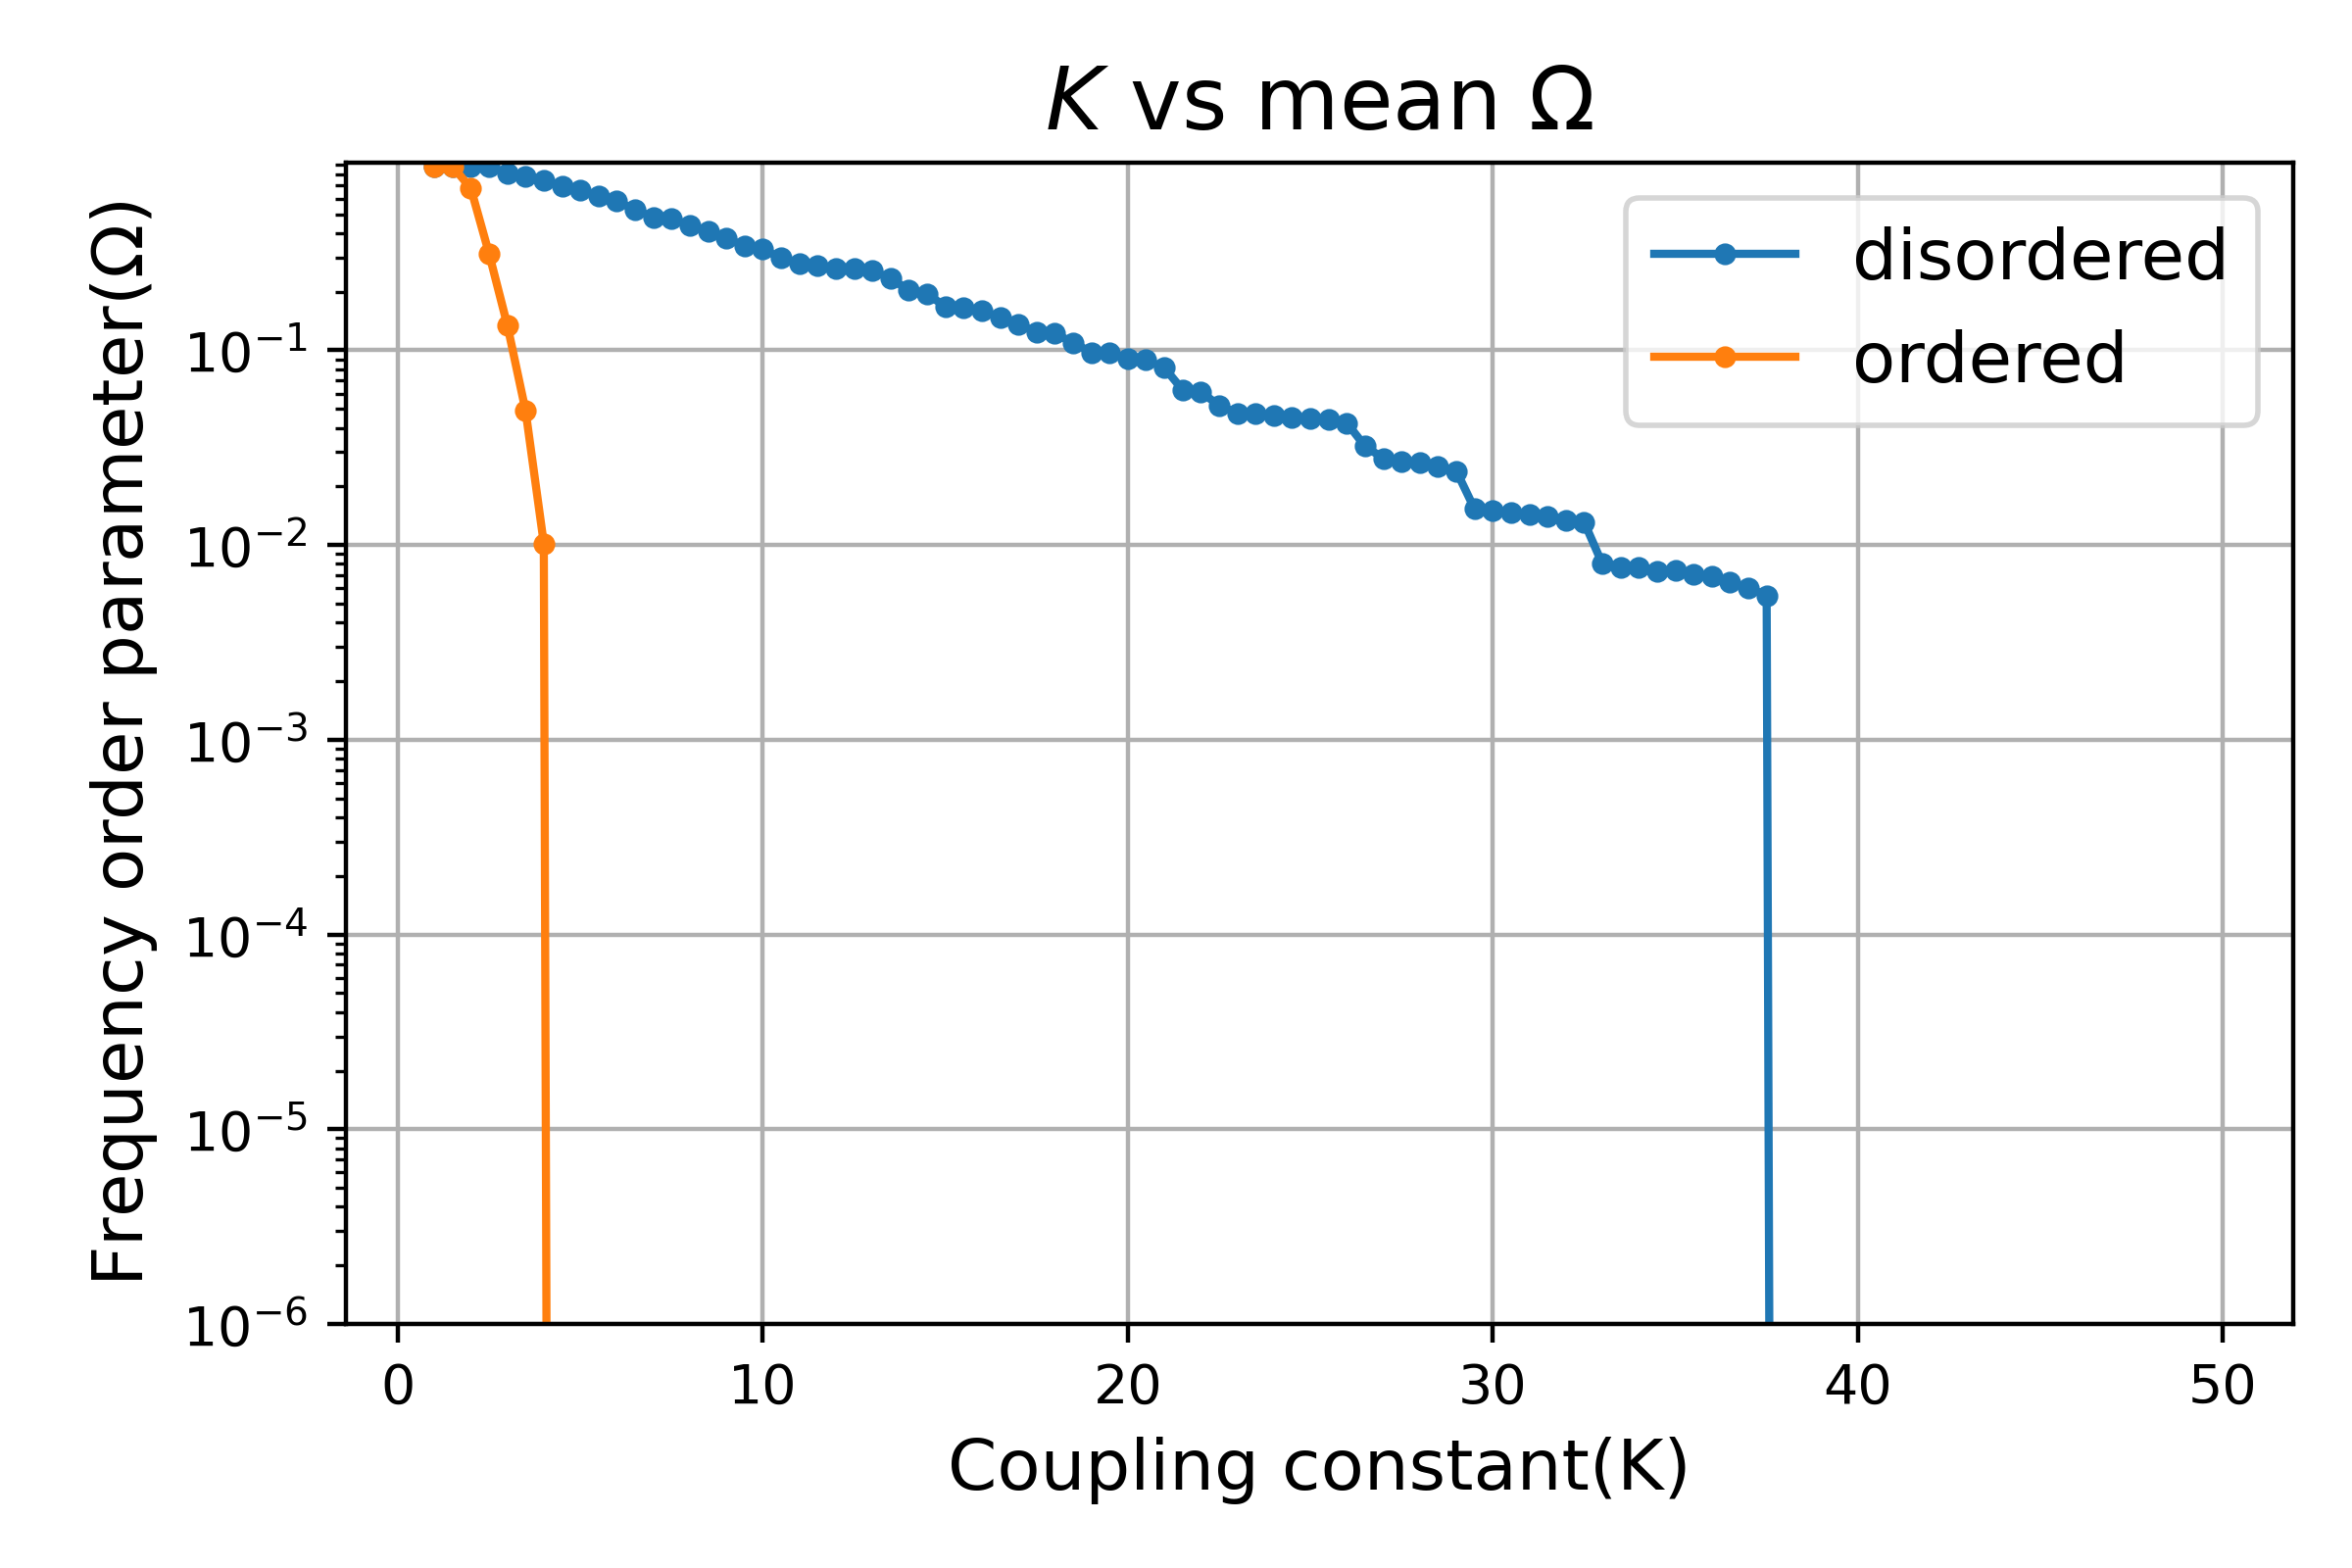 K vs mean Ω
Frequency order parameter(Ω)
disordered
ordered
10⁻¹
10⁻²
10⁻³
10⁻⁴
10⁻⁵
10⁻⁶
0 10 20 30 40 50
Coupling constant(K)